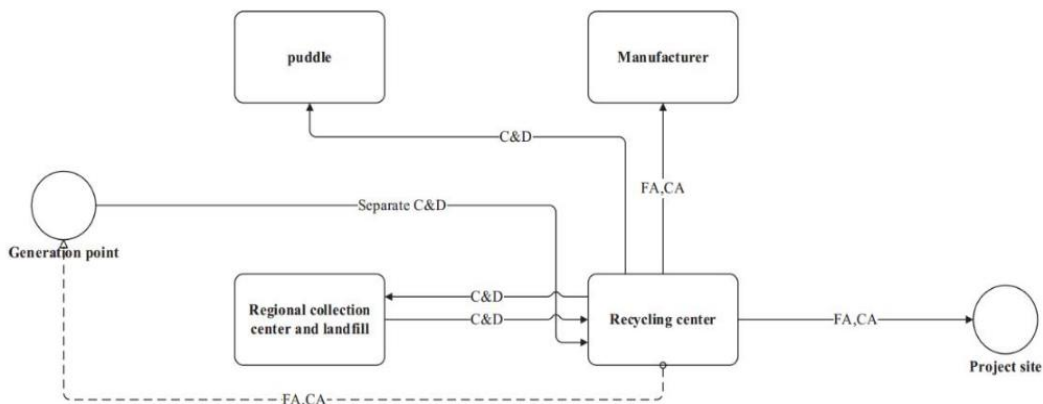 puddle
Manufacturer
C&D
FA,CA
Separate C&D
Generation point
Regional collection
center and landfill
C&D
C&D
Recycling center
FA,CA
Project site
FA,CA